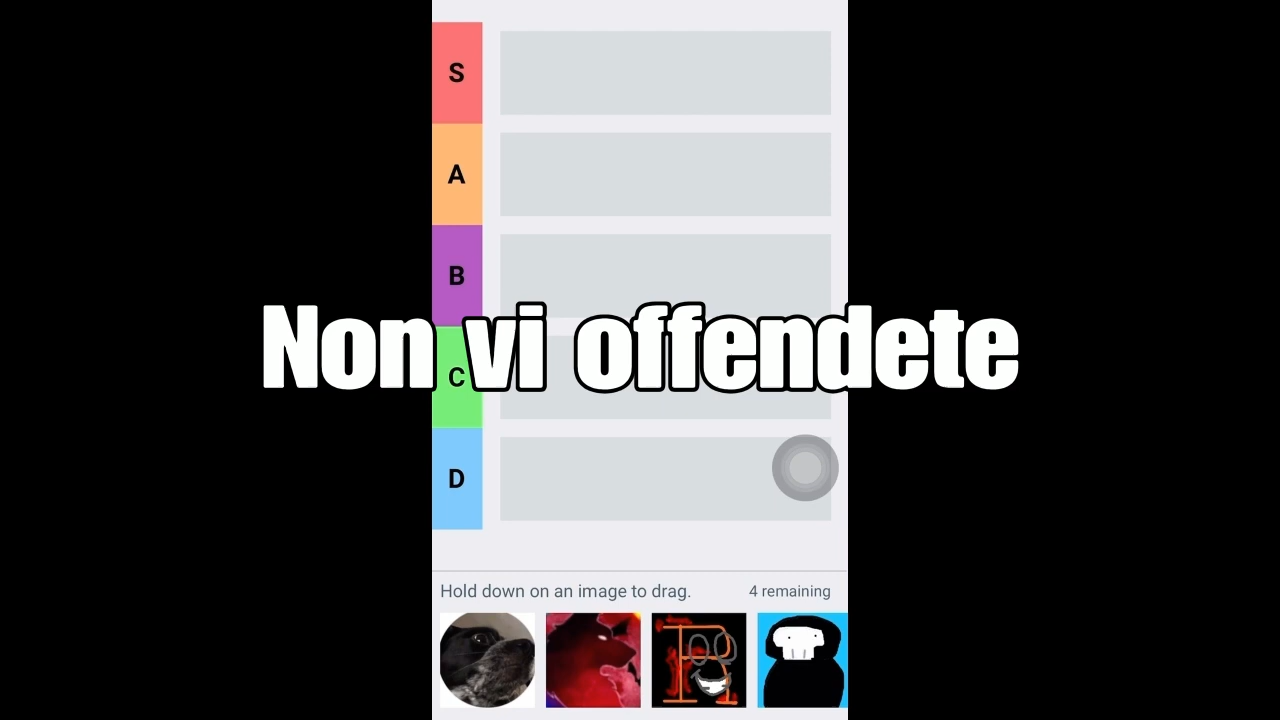 S
A
B
Non vi offendete
C
D
Hold down on an image to drag. 4 remaining
R